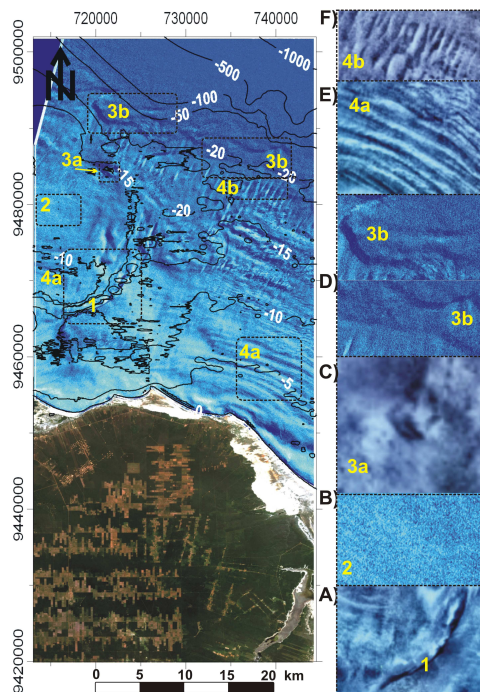 720000 730000 740000
9500000
9480000
9460000
9440000
9420000
N
-1000
-500
-100
-50
3b
-20
3b
3a
-15
4b
-20
2
-20
-15
-10
4a
1
-10
4a
-5
0
0 5 10 15 20 km
F)
4b
E)
4a
3b
D)
3b
C)
3a
B)
2
A)
1